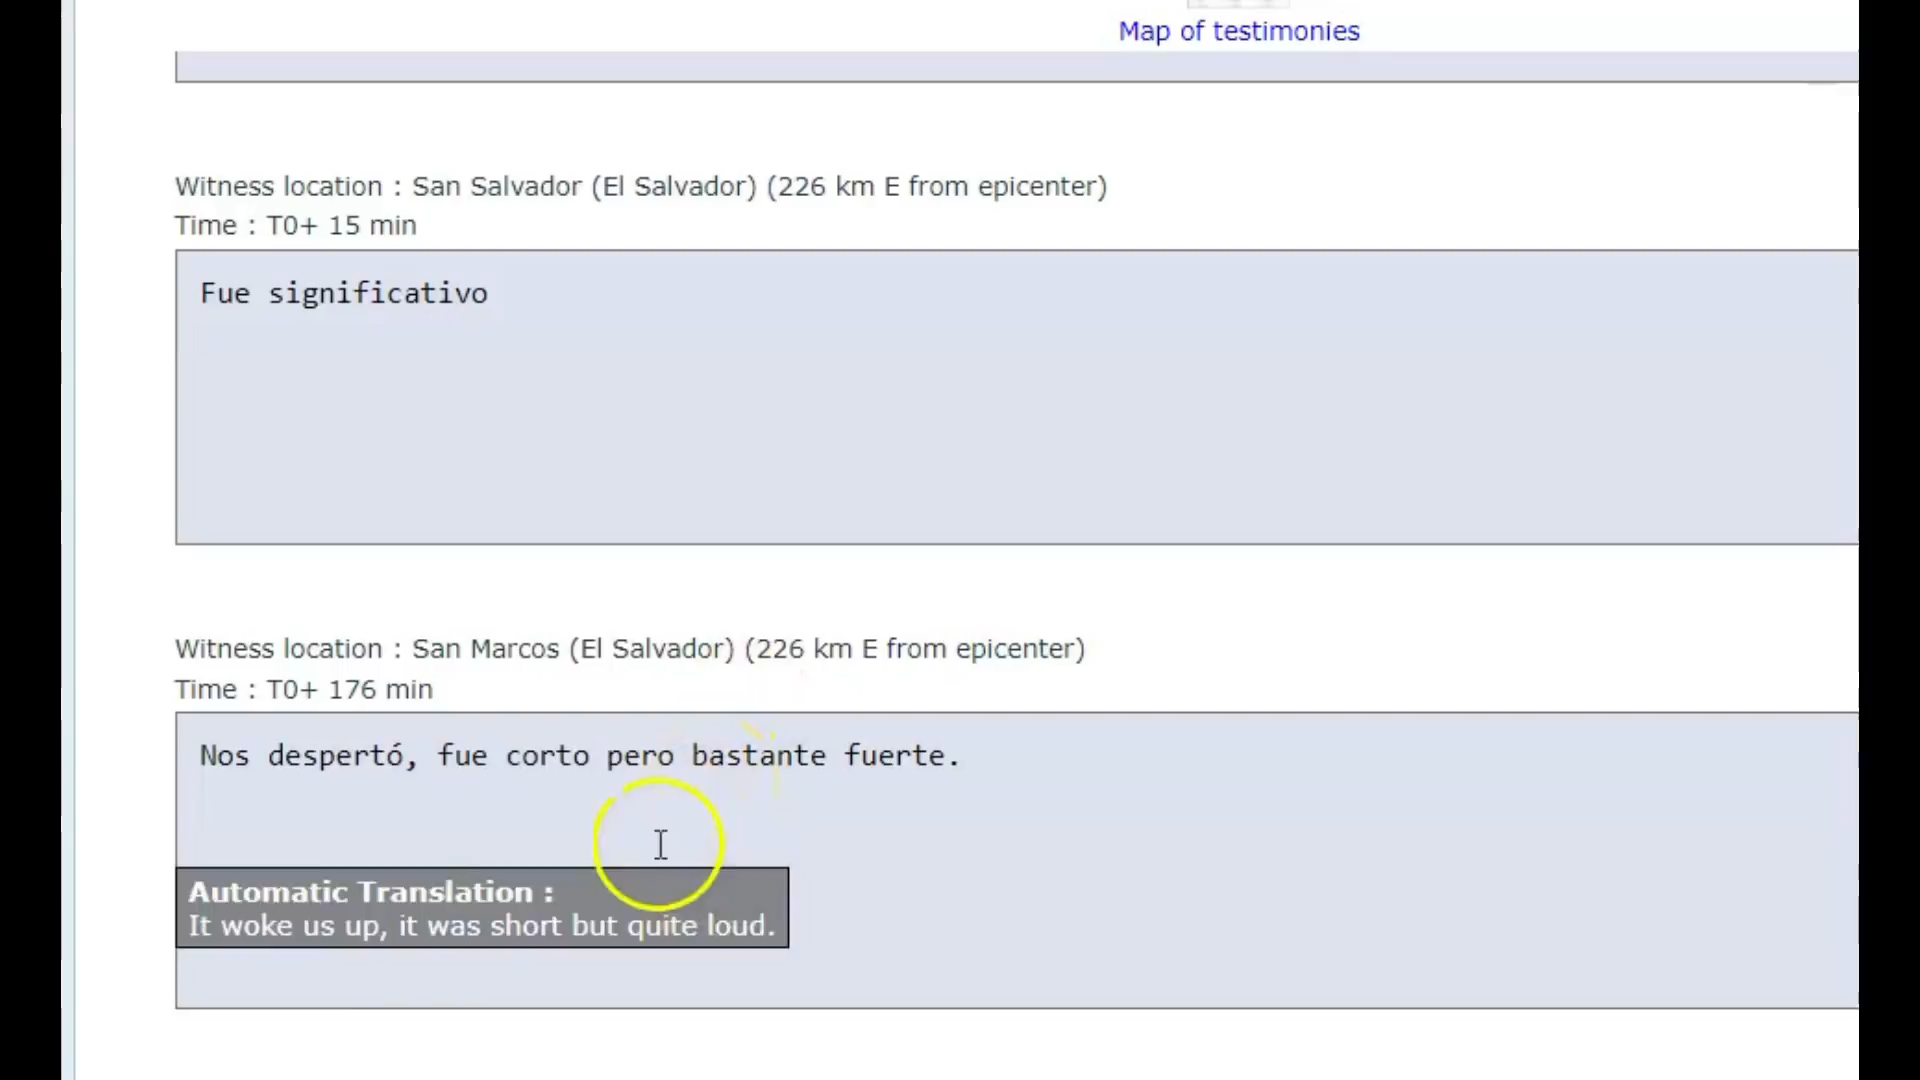 Map of testimonies
Witness location : San Salvador (El Salvador) (226 km E from epicenter)
Time : T0+ 15 min
Fue significativo
Witness location : San Marcos (El Salvador) (226 km E from epicenter)
Time : T0+ 176 min
Nos despertó, fue corto pero bastante fuerte.
Automatic Translation :
It woke us up, it was short but quite loud.